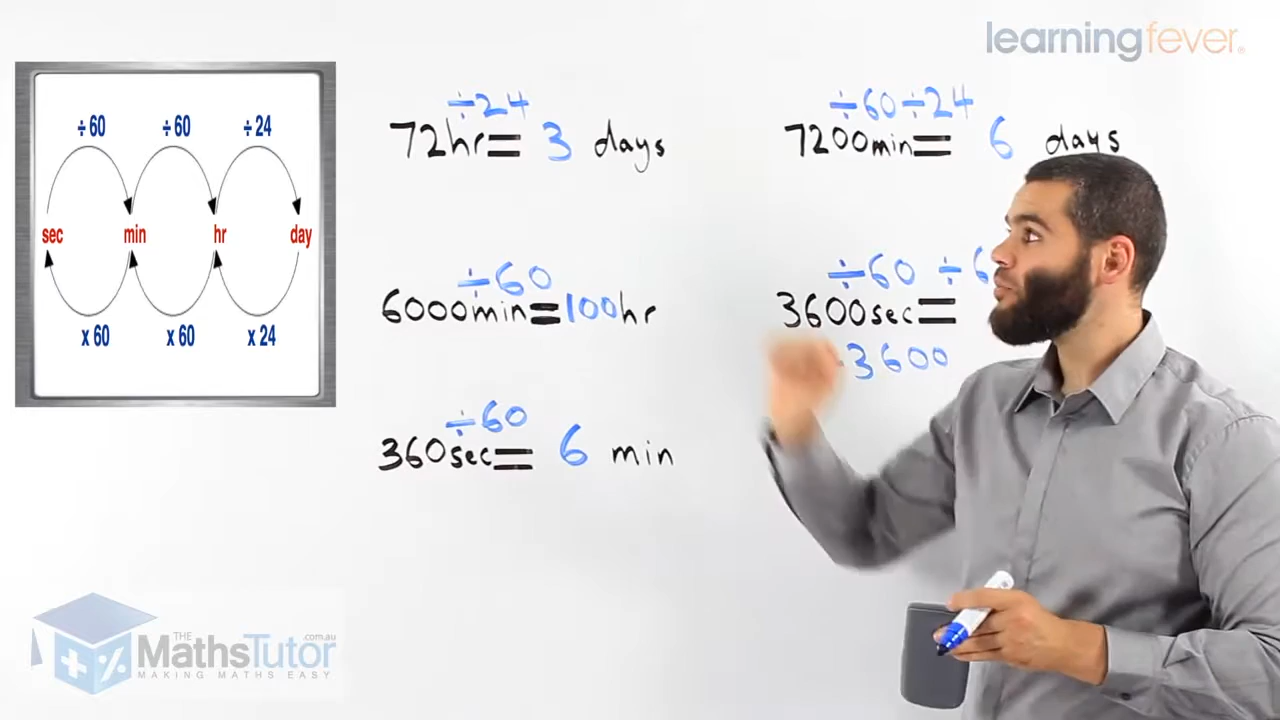 learningfever.
÷ 60 ÷ 60 ÷ 24
sec min hr day
x 60 x 60 x 24
÷24
72hr = 3 days
÷60
6000min = 100hr
÷60
360sec = 6 min
÷60 ÷24
7200min = 6 days
÷60 ÷6
3600sec =
3600
THE MathsTutor .com.au
MAKING MATHS EASY